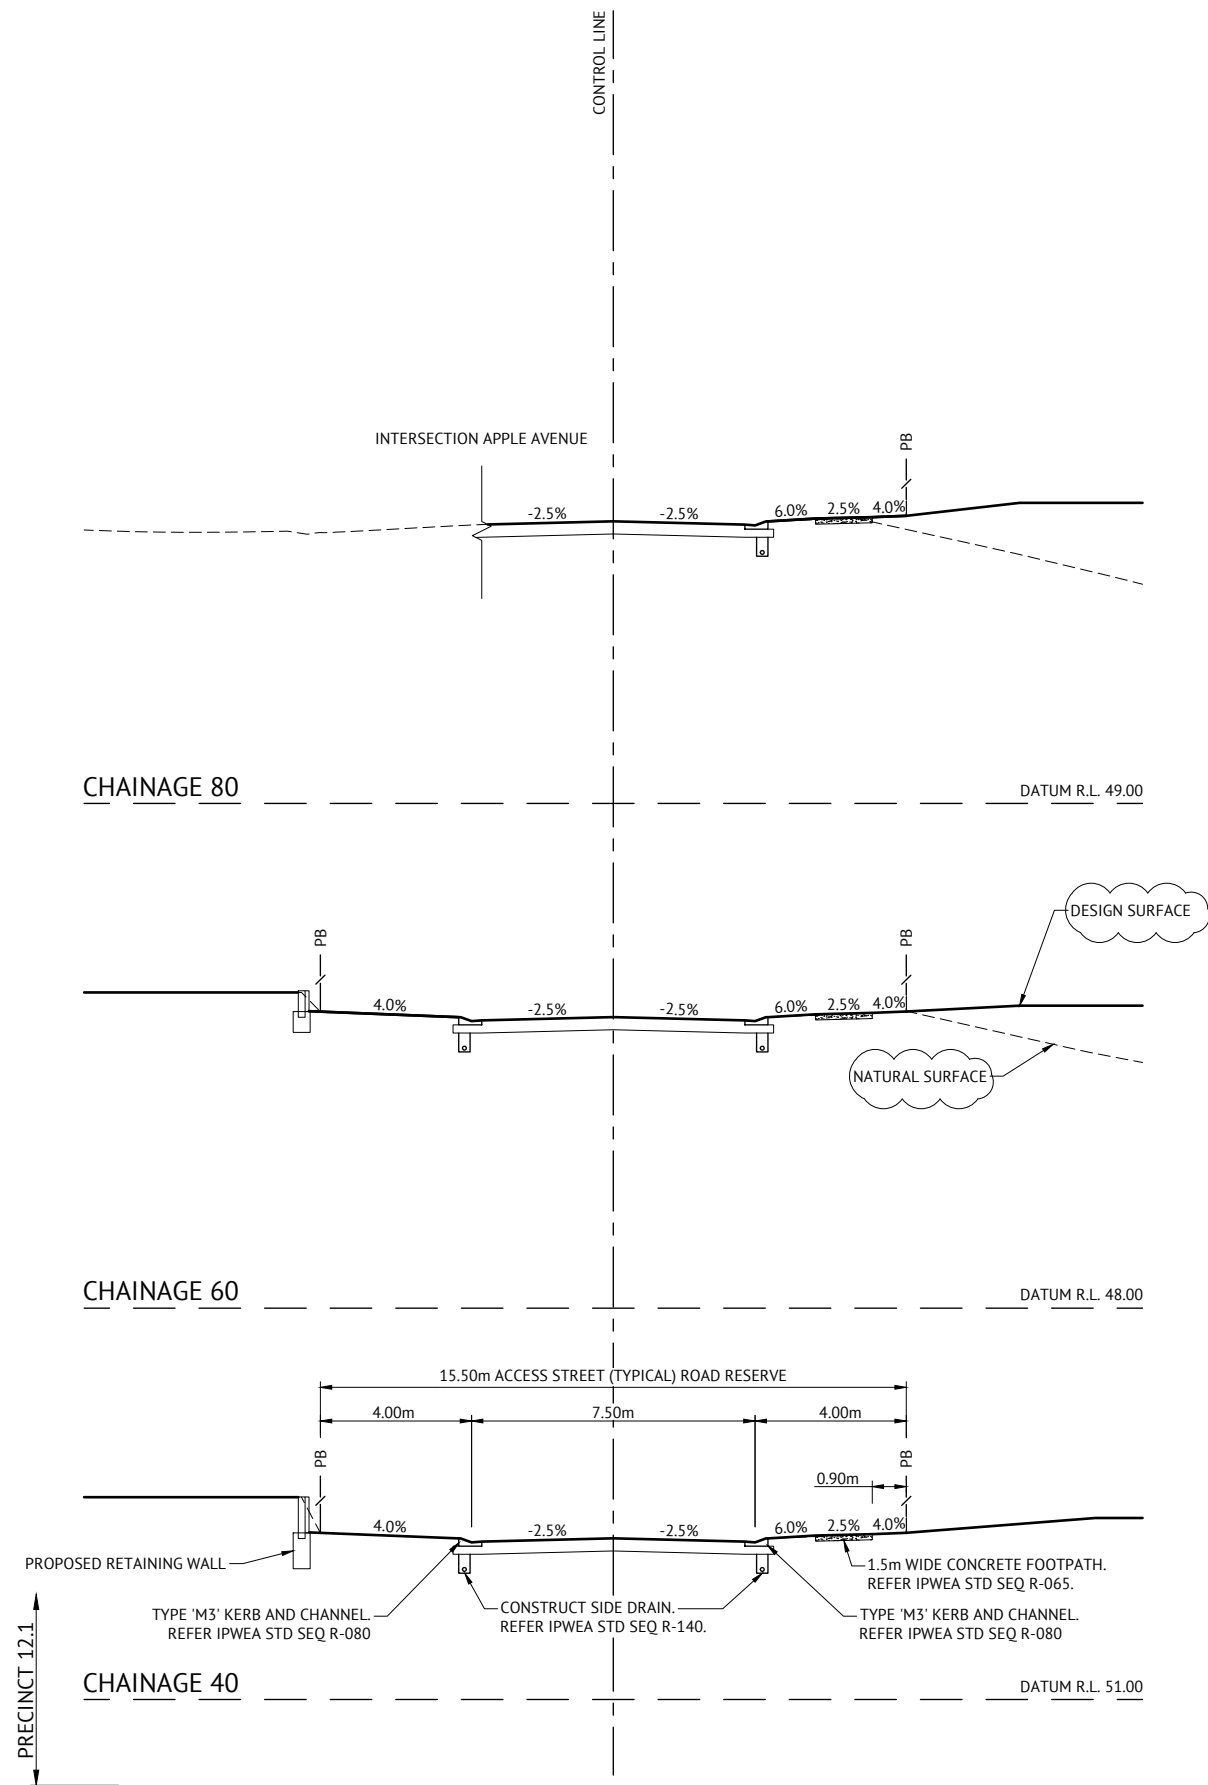 CONTROL LINE
INTERSECTION APPLE AVENUE
PB
-2.5%
-2.5%
6.0%
2.5%
4.0%
CHAINAGE 80
DATUM R.L. 49.00
DESIGN SURFACE
PB
PB
4.0%
-2.5%
-2.5%
6.0%
2.5%
4.0%
NATURAL SURFACE
CHAINAGE 60
DATUM R.L. 48.00
15.50m ACCESS STREET (TYPICAL) ROAD RESERVE
4.00m
7.50m
4.00m
PB
PB
0.90m
4.0%
-2.5%
-2.5%
6.0%
2.5%
4.0%
PROPOSED RETAINING WALL
1.5m WIDE CONCRETE FOOTPATH.
REFER IPWEA STD SEQ R-065.
TYPE 'M3' KERB AND CHANNEL.
REFER IPWEA STD SEQ R-080
CONSTRUCT SIDE DRAIN.
REFER IPWEA STD SEQ R-140.
TYPE 'M3' KERB AND CHANNEL.
REFER IPWEA STD SEQ R-080
CHAINAGE 40
DATUM R.L. 51.00
PRECINCT 12.1